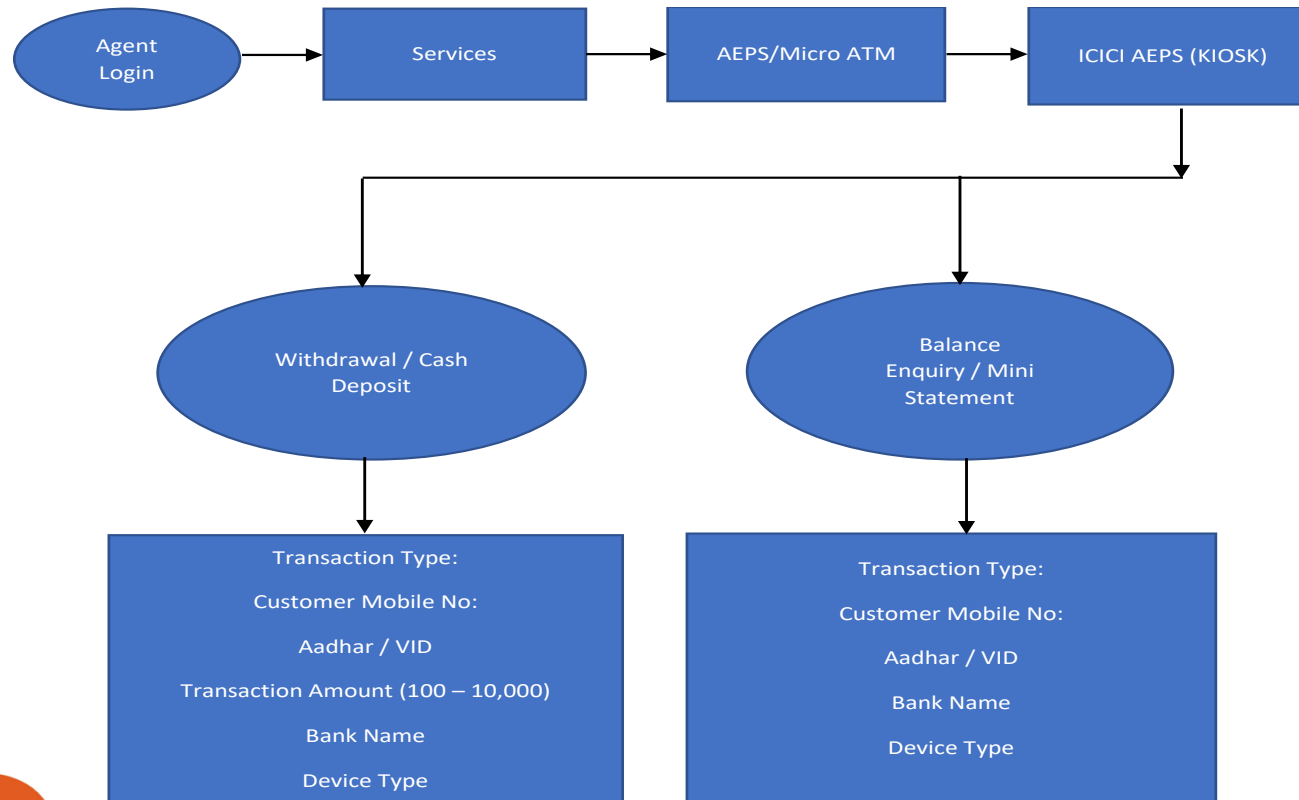 Agent
Login
Services
AEPS/Micro ATM
ICICI AEPS (KIOSK)
Withdrawal / Cash
Deposit
Balance
Enquiry / Mini
Statement
Transaction Type:
Customer Mobile No:
Aadhar / VID
Transaction Amount (100 – 10,000)
Bank Name
Device Type
Transaction Type:
Customer Mobile No:
Aadhar / VID
Bank Name
Device Type